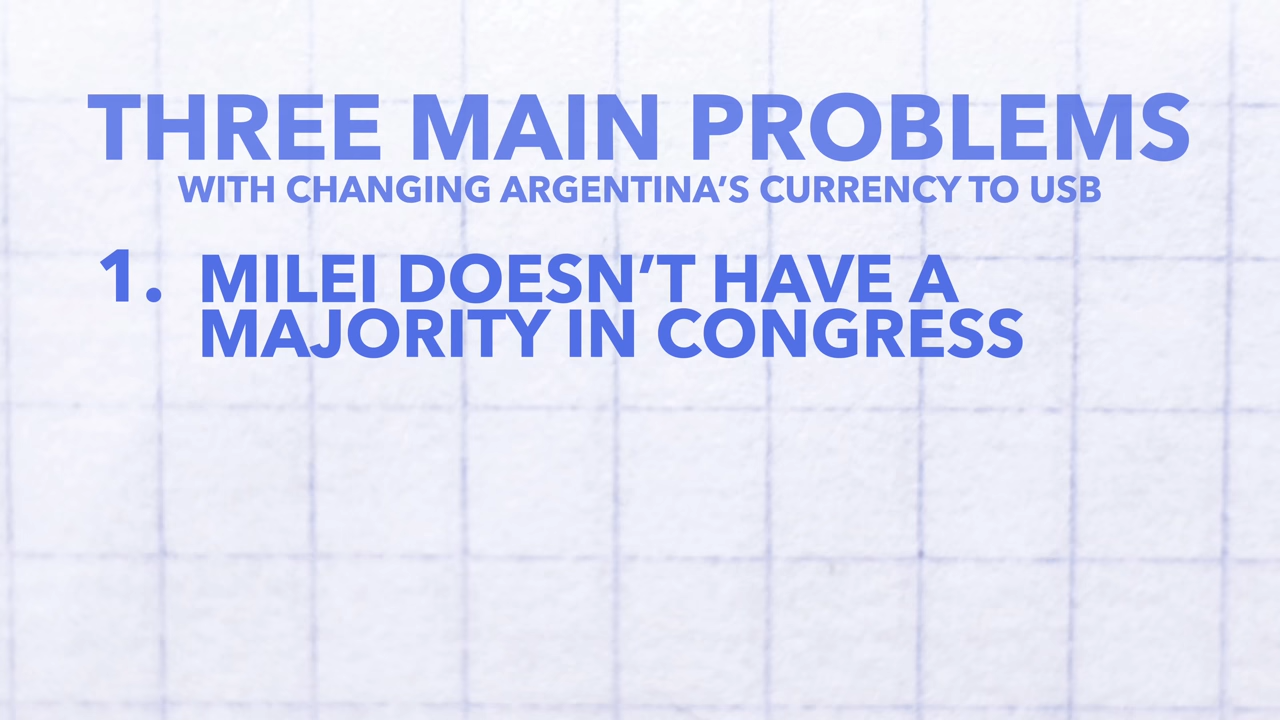 THREE MAIN PROBLEMS
WITH CHANGING ARGENTINA‘S CURRENCY TO USB
1. MILEI DOESN’T HAVE A
MAJORITY IN CONGRESS